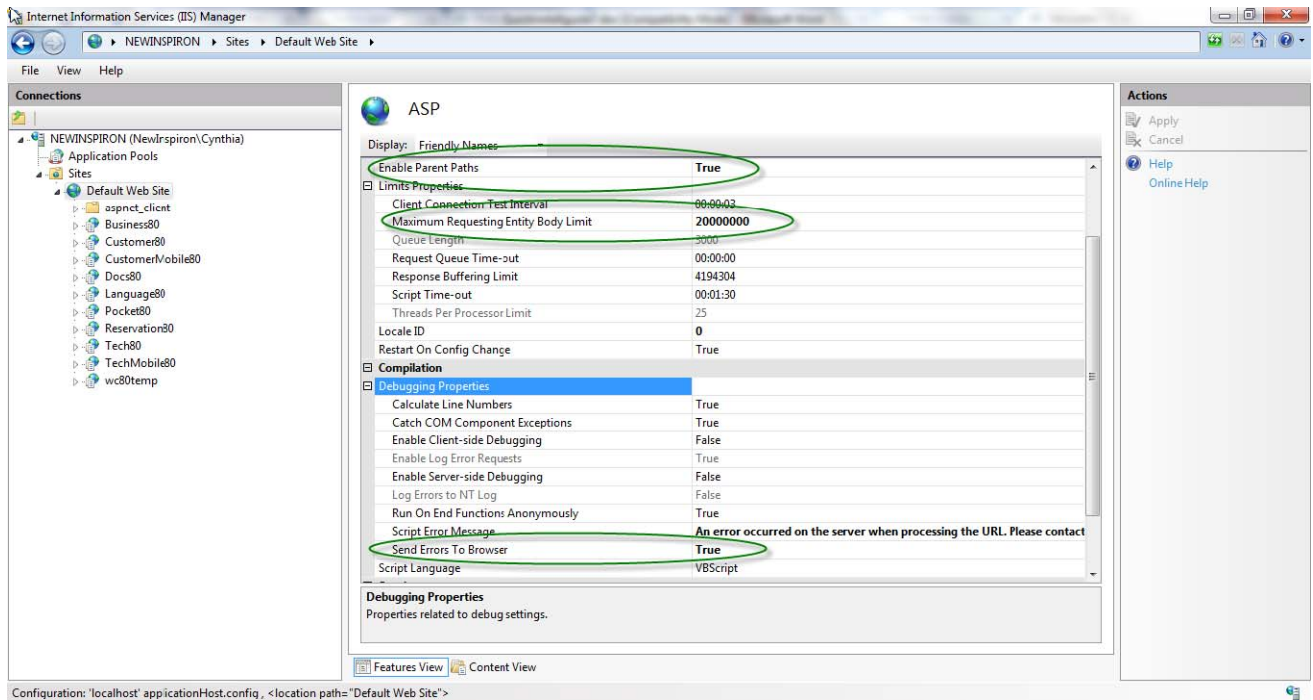 Internet Information Services (IIS) Manager
NEWINSPIRON Sites Default Web Site
File View Help
Connections
NEWINSPIRON (NewInspiron\Cynthia)
Application Pools
Sites
Default Web Site
aspnet_client
Business80
Customer80
CustomerMobile80
Docs80
Language80
Pocket80
Reservation80
Tech80
TechMobile80
wc80temp
ASP
Display: Friendly Names
Enable Parent Paths True
Limits Properties
Client Connection Test Interval 00:00:03
Maximum Requesting Entity Body Limit 20000000
Queue Length 3000
Request Queue Time-out 00:00:00
Response Buffering Limit 4194304
Script Time-out 00:01:30
Threads Per Processor Limit 25
Locale ID 0
Restart On Config Change True
Compilation
Debugging Properties
Calculate Line Numbers True
Catch COM Component Exceptions True
Enable Client-side Debugging False
Enable Log Error Requests True
Enable Server-side Debugging False
Log Errors to NT Log False
Run On End Functions Anonymously True
Script Error Message An error occurred on the server when processing the URL. Please contact
Send Errors To Browser True
Script Language VBScript
Debugging Properties
Properties related to debug settings.
Features View Content View
Actions
Apply
Cancel
Help
Online Help
Configuration: 'localhost' applicationHost.config , <location path="Default Web Site">